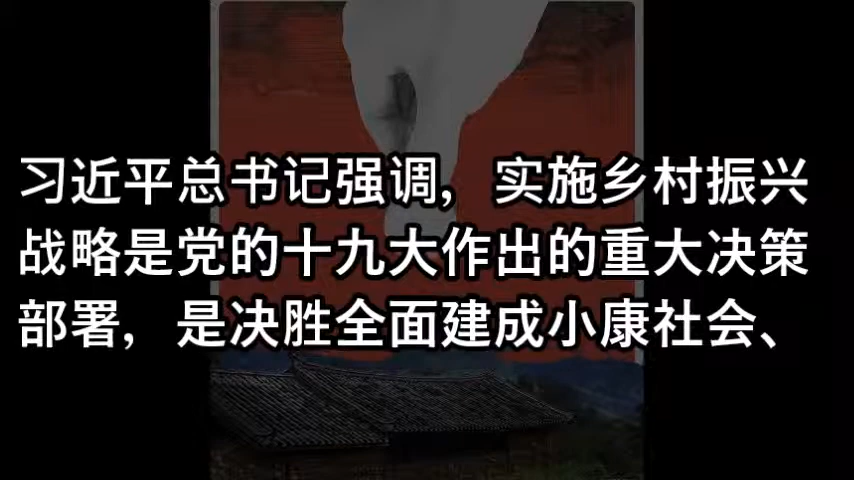 习近平总书记强调，实施乡村振兴
战略是党的十九大作出的重大决策
部署，是决胜全面建成小康社会、